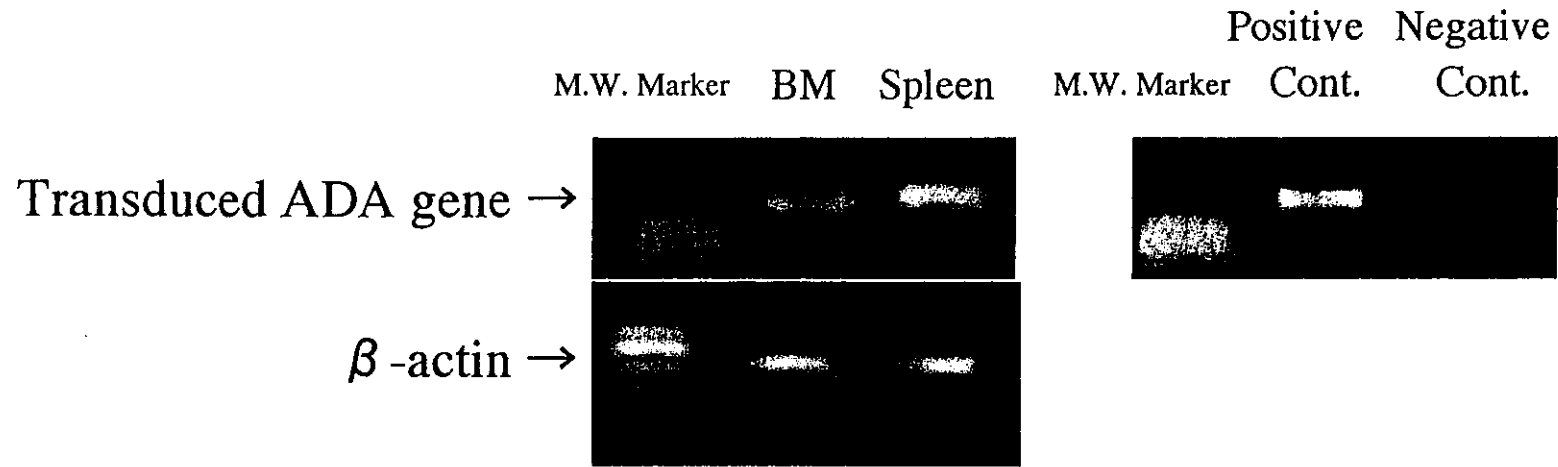 Positive Negative
M.W. Marker BM Spleen M.W. Marker Cont. Cont.
Transduced ADA gene →
β-actin →